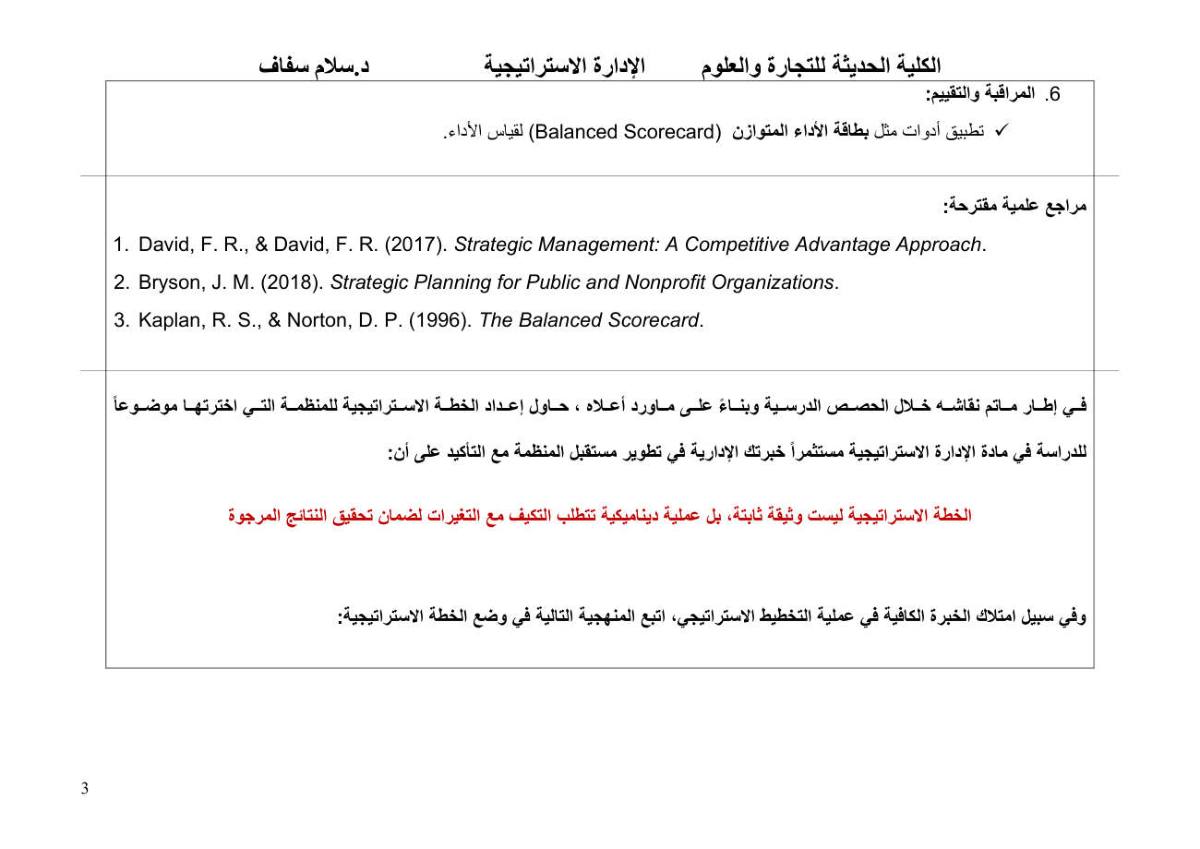 الكلية الحديثة للتجارة والعلوم الإدارة الاستراتيجية د.سلام سفاف
6. المراقبة والتقييم:
✓ تطبيق أدوات مثل بطاقة الأداء المتوازن (Balanced Scorecard) لقياس الأداء.
مراجع علمية مقترحة:
1. David, F. R., & David, F. R. (2017). Strategic Management: A Competitive Advantage Approach.
2. Bryson, J. M. (2018). Strategic Planning for Public and Nonprofit Organizations.
3. Kaplan, R. S., & Norton, D. P. (1996). The Balanced Scorecard.
في إطار ماتم نقاشه خلال الحصص الدرسية وبناءً على ماورد أعلاه ، حاول إعداد الخطة الاستراتيجية للمنظمة التي اخترتها موضوعاً
للدراسة في مادة الإدارة الاستراتيجية مستثمراً خبرتك الإدارية في تطوير مستقبل المنظمة مع التأكيد على أن:
الخطة الاستراتيجية ليست وثيقة ثابتة، بل عملية ديناميكية تتطلب التكيف مع التغيرات لضمان تحقيق النتائج المرجوة
وفي سبيل امتلاك الخبرة الكافية في عملية التخطيط الاستراتيجي، اتبع المنهجية التالية في وضع الخطة الاستراتيجية:
3